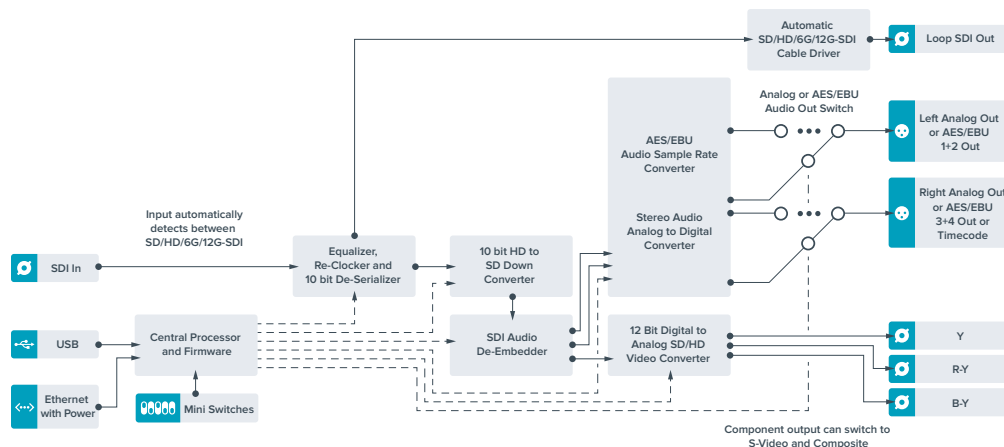 Automatic
SD/HD/6G/12G-SDI
Cable Driver
Loop SDI Out
Analog or AES/EBU
Audio Out Switch
Left Analog Out
or AES/EBU
1+2 Out
AES/EBU
Audio Sample Rate
Converter
Right Analog Out
or AES/EBU
3+4 Out or
Timecode
Stereo Audio
Analog to Digital
Converter
Input automatically
detects between
SD/HD/6G/12G-SDI
SDI In
Equalizer,
Re-Clocker and
10 bit De-Serializer
10 bit HD to
SD Down
Converter
USB
Central Processor
and Firmware
SDI Audio
De-Embedder
12 Bit Digital to
Analog SD/HD
Video Converter
Y
R-Y
B-Y
Ethernet
with Power
Mini Switches
Component output can switch to
S-Video and Composite